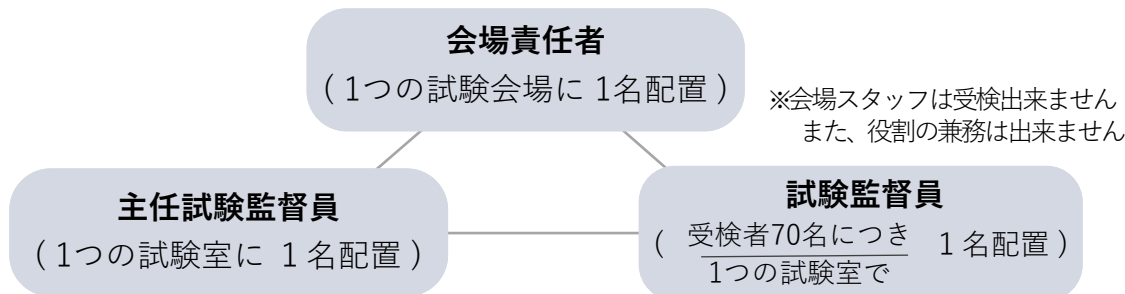 会場責任者
( 1つの試験会場に 1名配置 )
※会場スタッフは受検出来ません
また、役割の兼務は出来ません
主任試験監督員
( 1つの試験室に 1名配置 )
試験監督員
( 受検者70名につき 1名配置 )
1つの試験室で